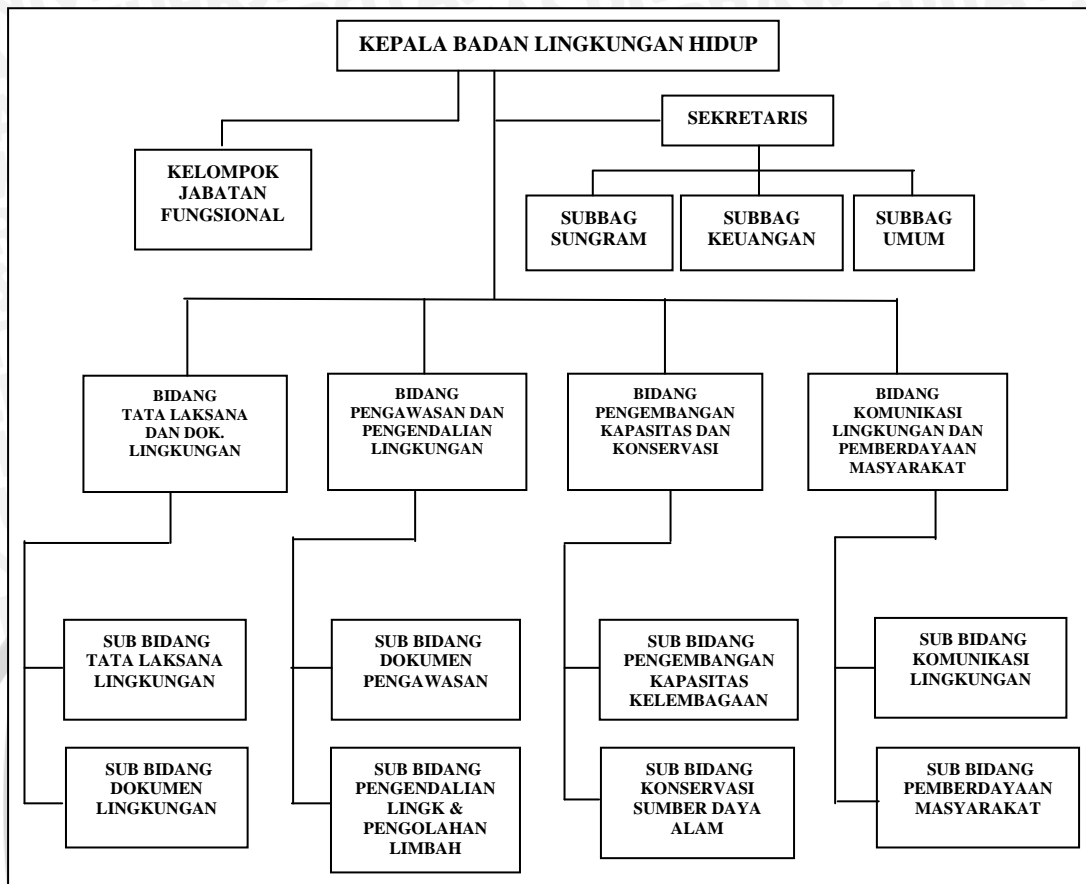 KEPALA BADAN LINGKUNGAN HIDUP
SEKRETARIS
KELOMPOK
JABATAN
FUNGSIONAL
SUBBAG
SUNGRAM
SUBBAG
KEUANGAN
SUBBAG
UMUM
BIDANG
TATA LAKSANA
DAN DOK.
LINGKUNGAN
BIDANG
PENGAWASAN DAN
PENGENDALIAN
LINGKUNGAN
BIDANG
PENGEMBANGAN
KAPASITAS DAN
KONSERVASI
BIDANG
KOMUNIKASI
LINGKUNGAN DAN
PEMBERDAYAAN
MASYARAKAT
SUB BIDANG
TATA LAKSANA
LINGKUNGAN
SUB BIDANG
DOKUMEN
PENGAWASAN
SUB BIDANG
PENGEMBANGAN
KAPASITAS
KELEMBAGAAN
SUB BIDANG
KOMUNIKASI
LINGKUNGAN
SUB BIDANG
DOKUMEN
LINGKUNGAN
SUB BIDANG
PENGENDALIAN
LINGK &
PENGOLAHAN
LIMBAH
SUB BIDANG
KONSERVASI
SUMBER DAYA
ALAM
SUB BIDANG
PEMBERDAYAAN
MASYARAKAT